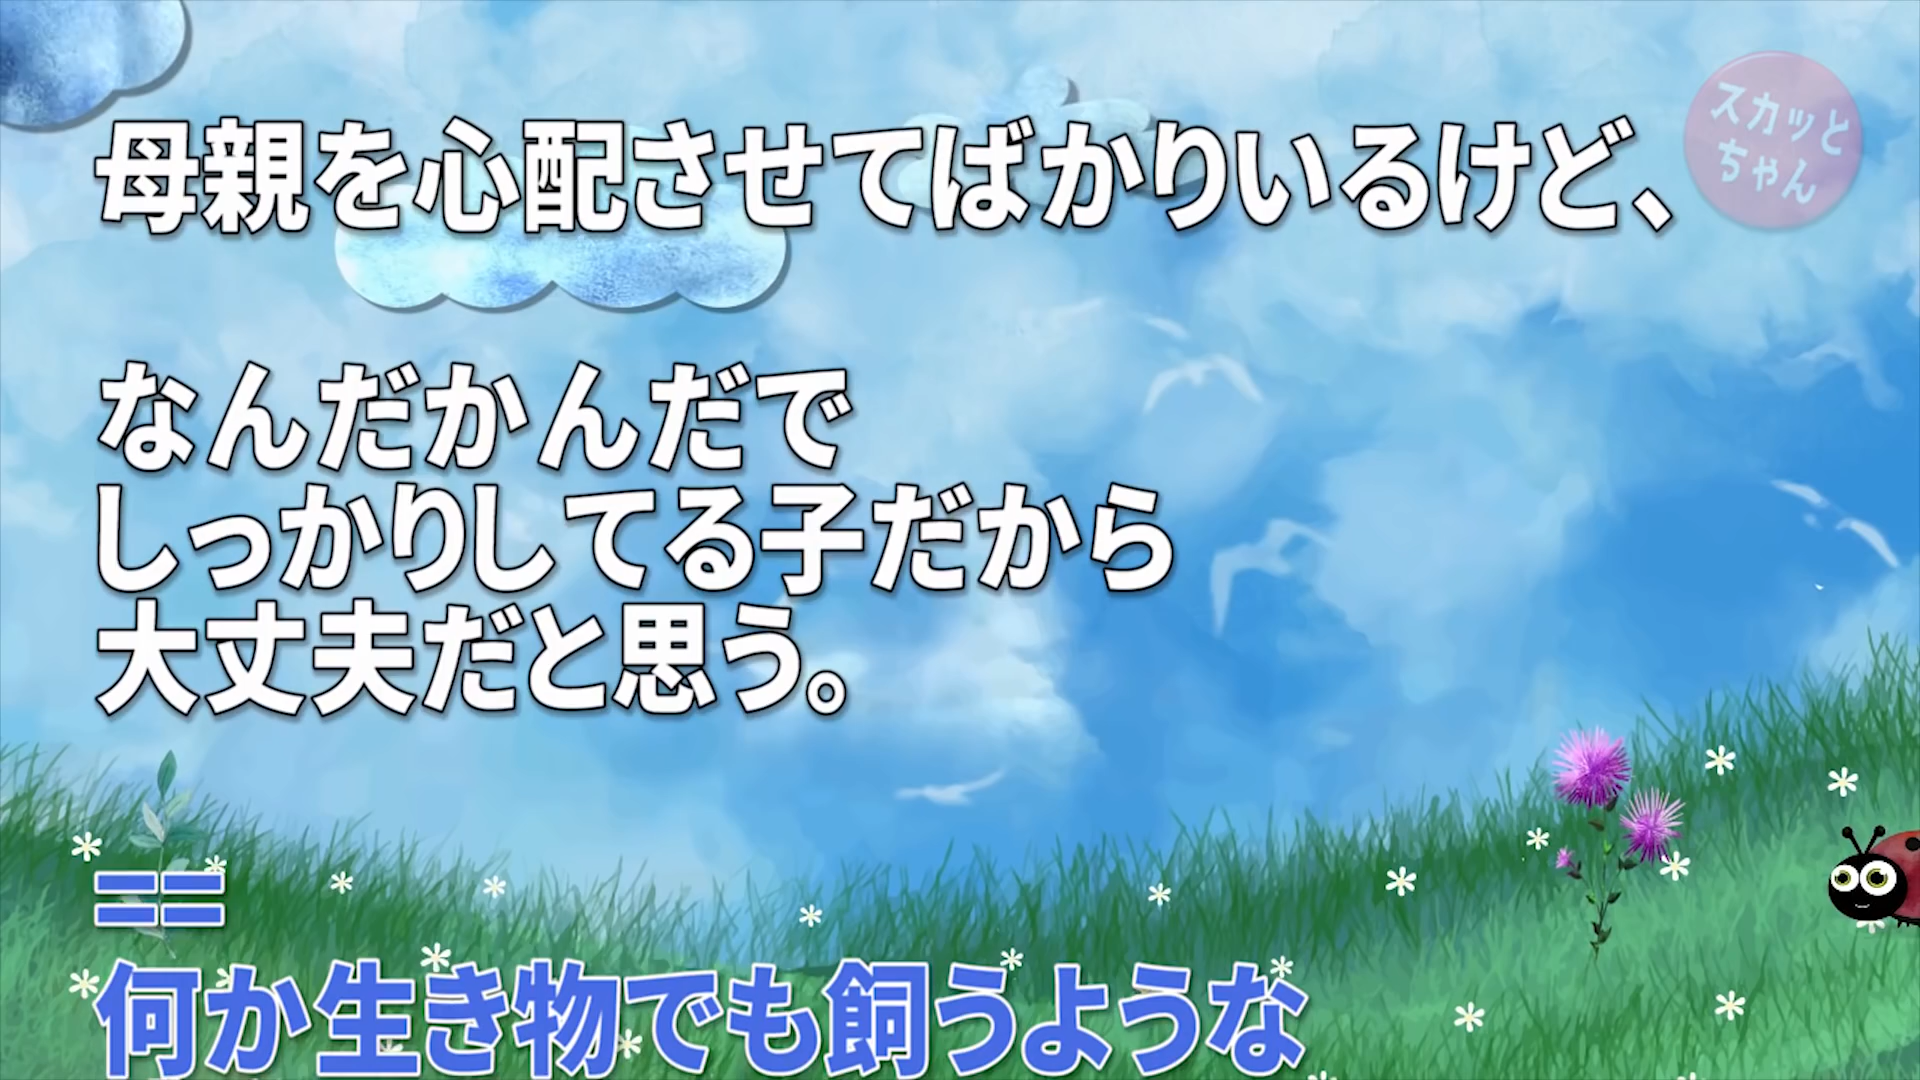 スカッと
ちゃん
母親を心配させてばかりいるけど、
なんだかんだで
しっかりしてる子だから
大丈夫だと思う。
==
何か生き物でも飼うような